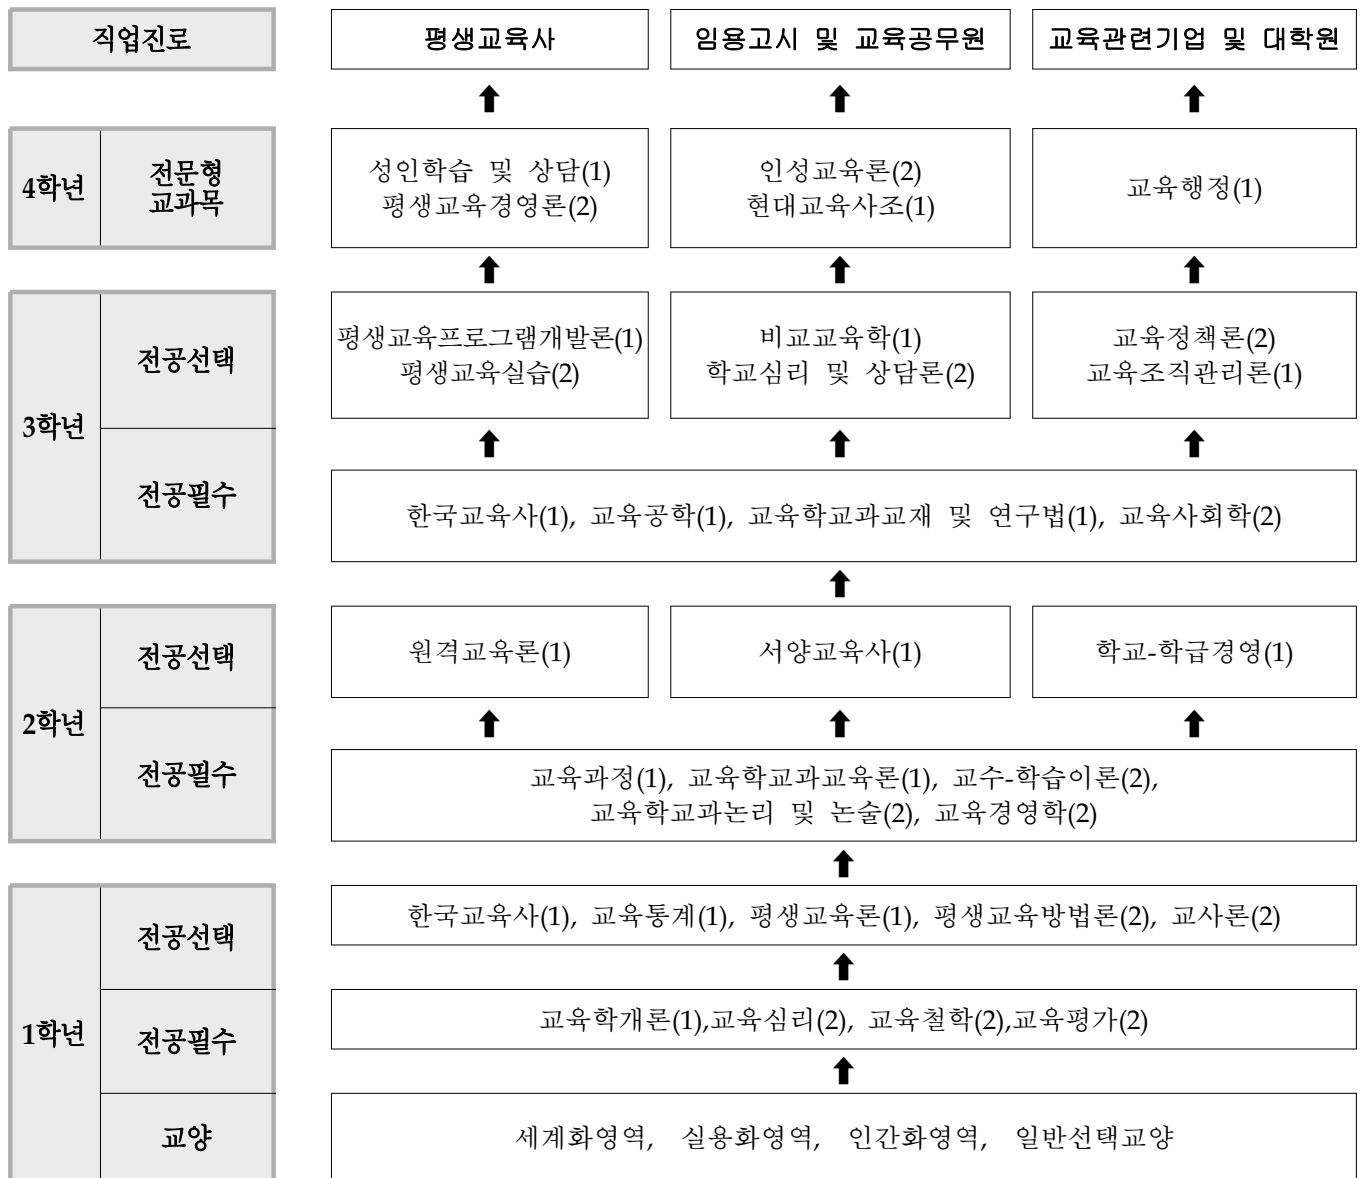 직업진로
평생교육사
임용고시 및 교육공무원
교육관련기업 및 대학원
4학년
전문형
교과목
성인학습 및 상담(1)
평생교육경영론(2)
인성교육론(2)
현대교육사조(1)
교육행정(1)
3학년
전공선택
평생교육프로그램개발론(1)
평생교육실습(2)
비교교육학(1)
학교심리 및 상담론(2)
교육정책론(2)
교육조직관리론(1)
전공필수
한국교육사(1), 교육공학(1), 교육학교과교재 및 연구법(1), 교육사회학(2)
2학년
전공선택
원격교육론(1)
서양교육사(1)
학교-학급경영(1)
전공필수
교육과정(1), 교육학교과교육론(1), 교수-학습이론(2),
교육학교과논리 및 논술(2), 교육경영학(2)
1학년
전공선택
한국교육사(1), 교육통계(1), 평생교육론(1), 평생교육방법론(2), 교사론(2)
전공필수
교육학개론(1),교육심리(2), 교육철학(2),교육평가(2)
교양
세계화영역, 실용화영역, 인간화영역, 일반선택교양